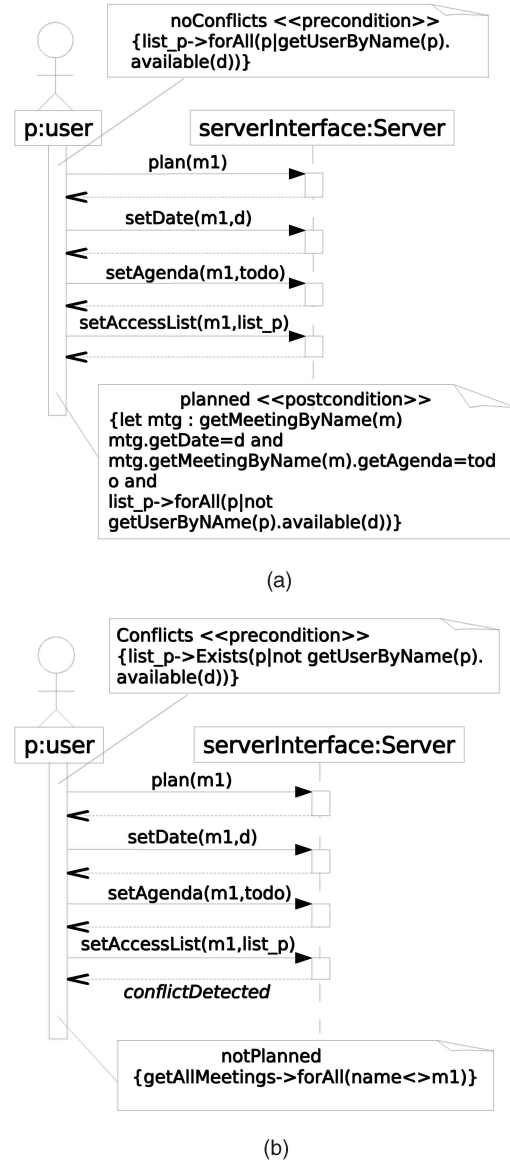 noConflicts <<precondition>>
{list_p->forAll(p|getUserByName(p).
available(d))}
p:user
serverInterface:Server
plan(m1)
setDate(m1,d)
setAgenda(m1,todo)
setAccessList(m1,list_p)
planned <<postcondition>>
{let mtg : getMeetingByName(m)
mtg.getDate=d and
mtg.getMeetingByName(m).getAgenda=tod
o and
list_p->forAll(p|not
getUserByNAme(p).available(d))}
(a)
Conflicts <<precondition>>
{list_p->Exists(p|not getUserByName(p).
available(d))}
p:user
serverInterface:Server
plan(m1)
setDate(m1,d)
setAgenda(m1,todo)
setAccessList(m1,list_p)
conflictDetected
notPlanned
{getAllMeetings->forAll(name<>m1)}
(b)